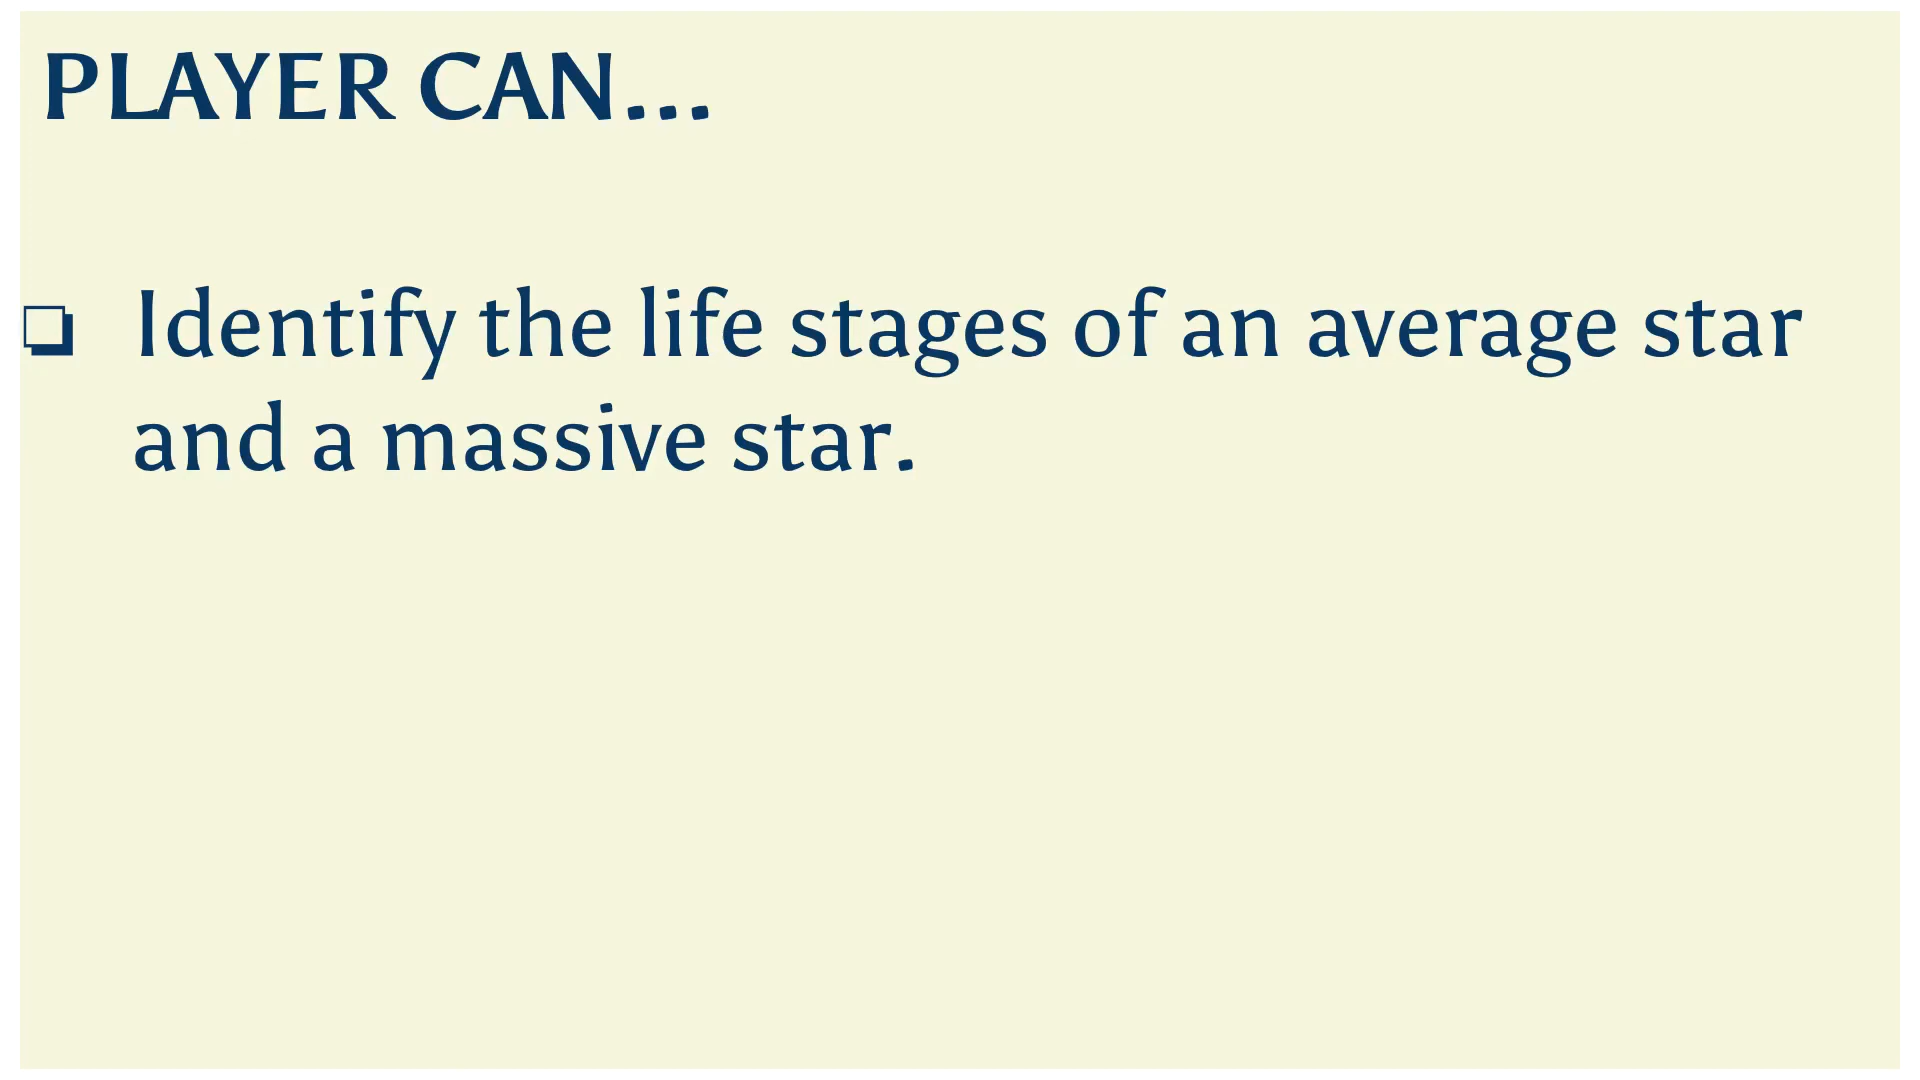 PLAYER CAN...
❏ Identify the life stages of an average star
and a massive star.